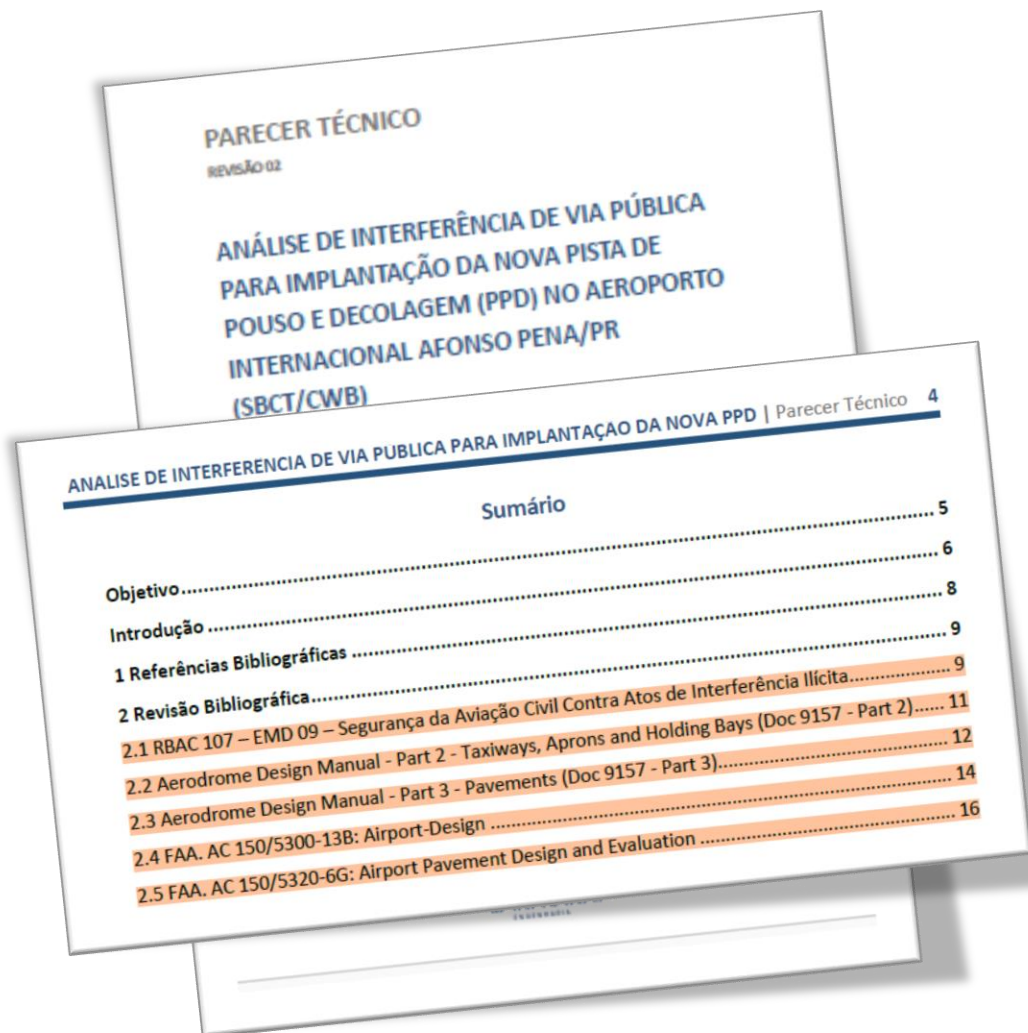 PARECER TÉCNICO
REVISÃO 02
ANÁLISE DE INTERFERÊNCIA DE VIA PÚBLICA
PARA IMPLANTAÇÃO DA NOVA PISTA DE
POUSO E DECOLAGEM (PPD) NO AEROPORTO
INTERNACIONAL AFONSO PENA/PR
(SBCT/CWB)
ANALISE DE INTERFERENCIA DE VIA PUBLICA PARA IMPLANTAÇAO DA NOVA PPD | Parecer Técnico 4
Sumário
Objetivo.......... 5
Introdução .......... 6
1 Referências Bibliográficas .......... 8
2 Revisão Bibliográfica.......... 9
2.1 RBAC 107 – EMD 09 – Segurança da Aviação Civil Contra Atos de Interferência Ilícita.......... 9
2.2 Aerodrome Design Manual - Part 2 - Taxiways, Aprons and Holding Bays (Doc 9157 - Part 2)...... 11
2.3 Aerodrome Design Manual - Part 3 - Pavements (Doc 9157 - Part 3).......... 12
2.4 FAA. AC 150/5300-13B: Airport-Design .......... 14
2.5 FAA. AC 150/5320-6G: Airport Pavement Design and Evaluation .......... 16
ENGENHARIA